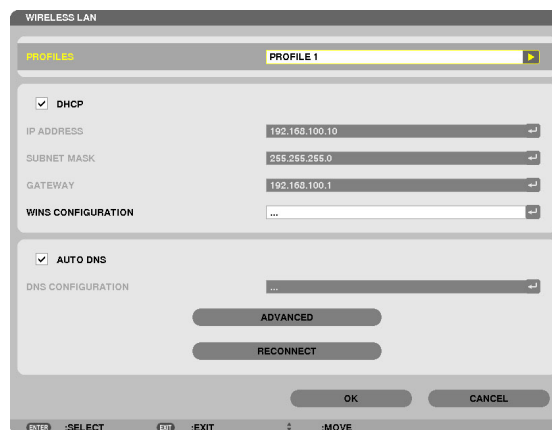 WIRELESS LAN
PROFILES PROFILE 1
DHCP
IP ADDRESS 192.168.100.10
SUBNET MASK 255.255.255.0
GATEWAY 192.168.100.1
WINS CONFIGURATION ...
AUTO DNS
DNS CONFIGURATION ...
ADVANCED
RECONNECT
OK CANCEL
ENTER :SELECT EXIT :EXIT :MOVE